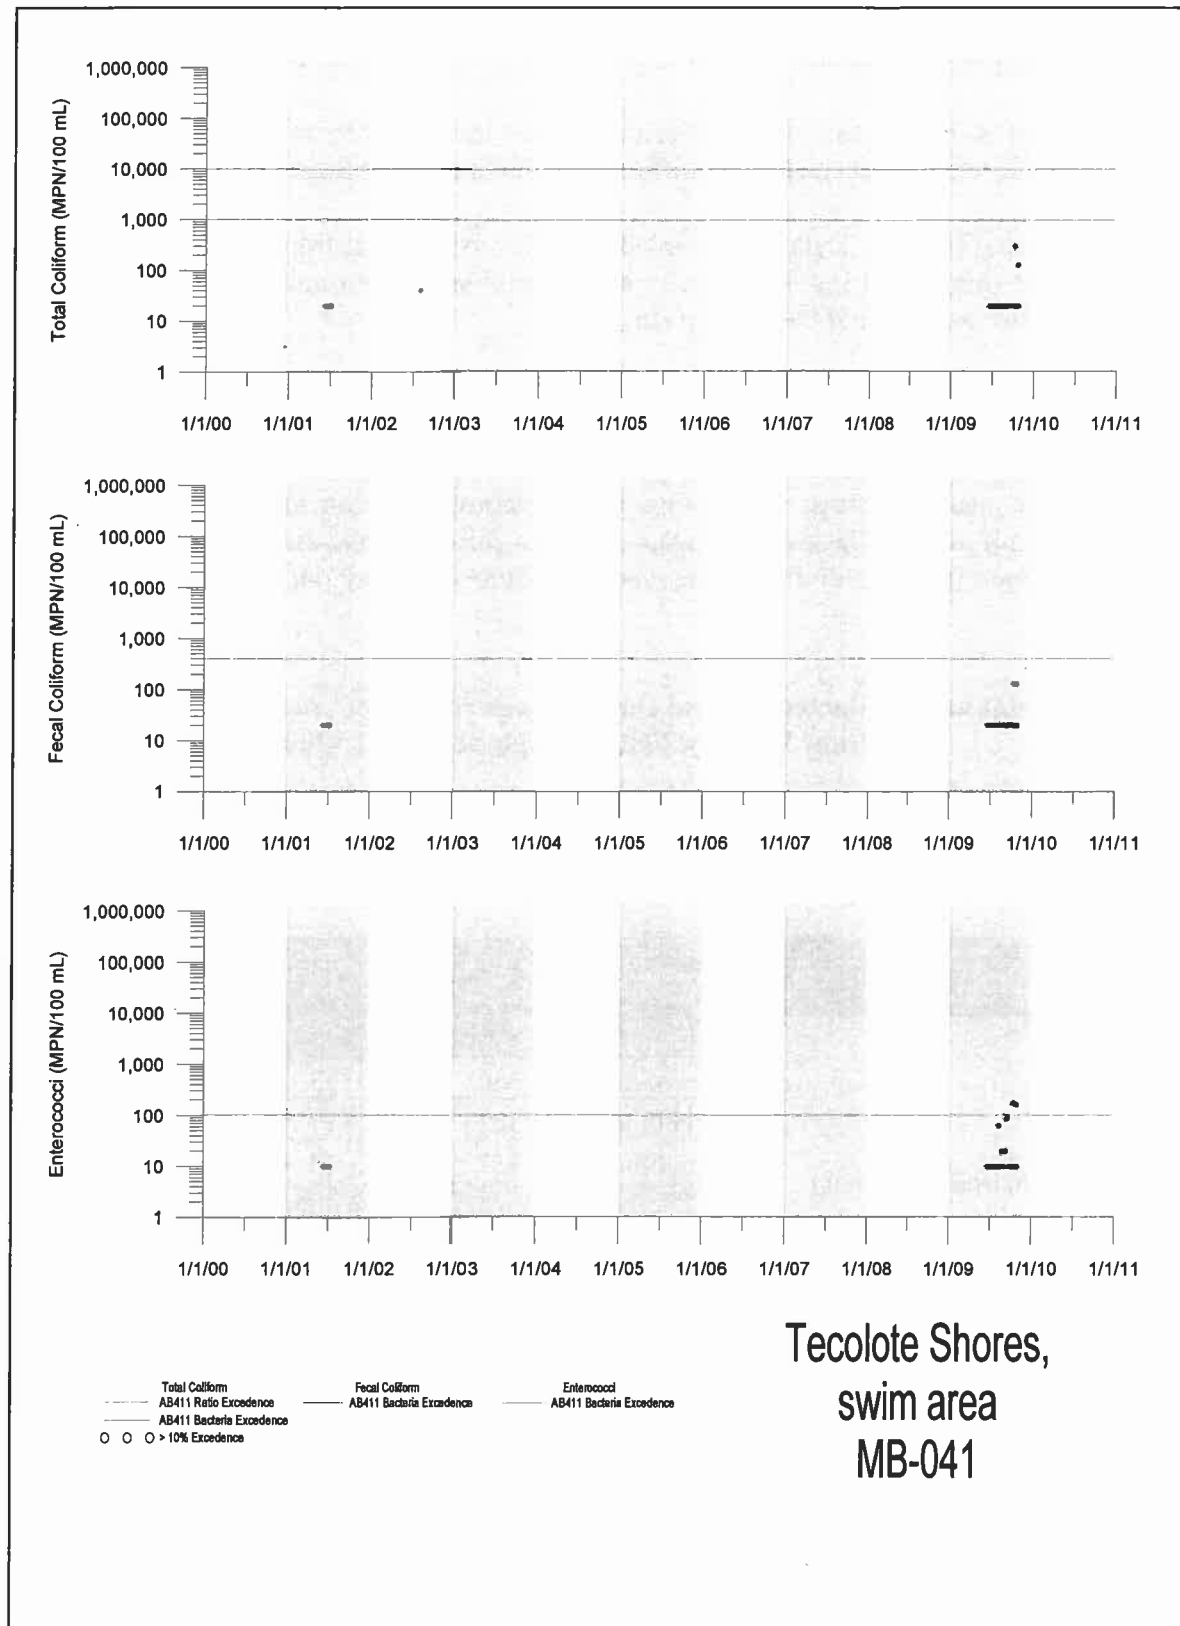 Total Coliform (MPN/100 mL)
1,000,000
100,000
10,000
1,000
100
10
1
1/1/00 1/1/01 1/1/02 1/1/03 1/1/04 1/1/05 1/1/06 1/1/07 1/1/08 1/1/09 1/1/10 1/1/11
Fecal Coliform (MPN/100 mL)
1,000,000
100,000
10,000
1,000
100
10
1
1/1/00 1/1/01 1/1/02 1/1/03 1/1/04 1/1/05 1/1/06 1/1/07 1/1/08 1/1/09 1/1/10 1/1/11
Enterococci (MPN/100 mL)
1,000,000
100,000
10,000
1,000
100
10
1
1/1/00 1/1/01 1/1/02 1/1/03 1/1/04 1/1/05 1/1/06 1/1/07 1/1/08 1/1/09 1/1/10 1/1/11
Total Coliform Fecal Coliform Enterococci
AB411 Ratio Excedence AB411 Bacteria Excedence AB411 Bacteria Excedence
AB411 Bacteria Excedence
> 10% Excedence
Tecolote Shores,
swim area
MB-041